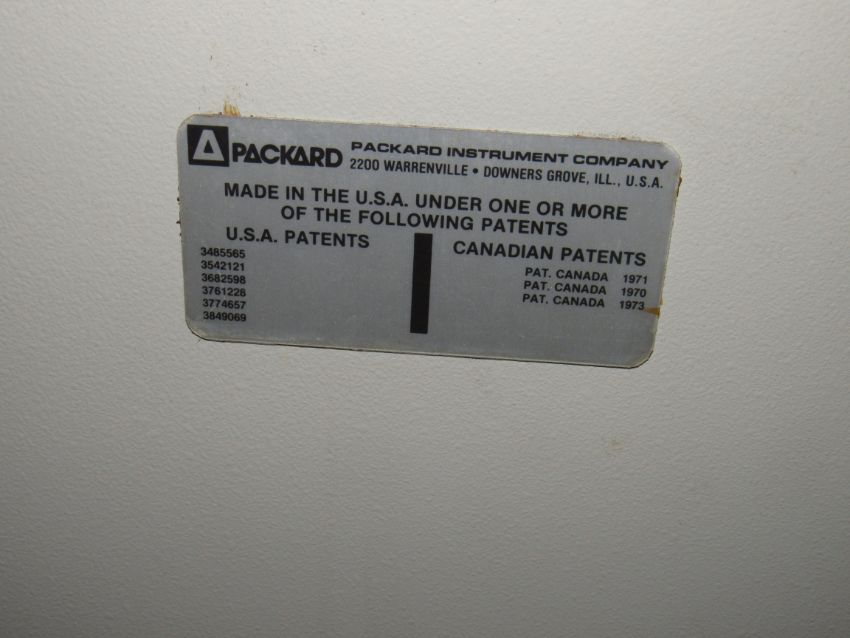 PACKARD PACKARD INSTRUMENT COMPANY
2200 WARRENVILLE • DOWNERS GROVE, ILL., U.S.A.
MADE IN THE U.S.A. UNDER ONE OR MORE
OF THE FOLLOWING PATENTS
U.S.A. PATENTS
3485565
3542121
3682598
3761228
3774657
3849069
CANADIAN PATENTS
PAT. CANADA 1971
PAT. CANADA 1970
PAT. CANADA 1973